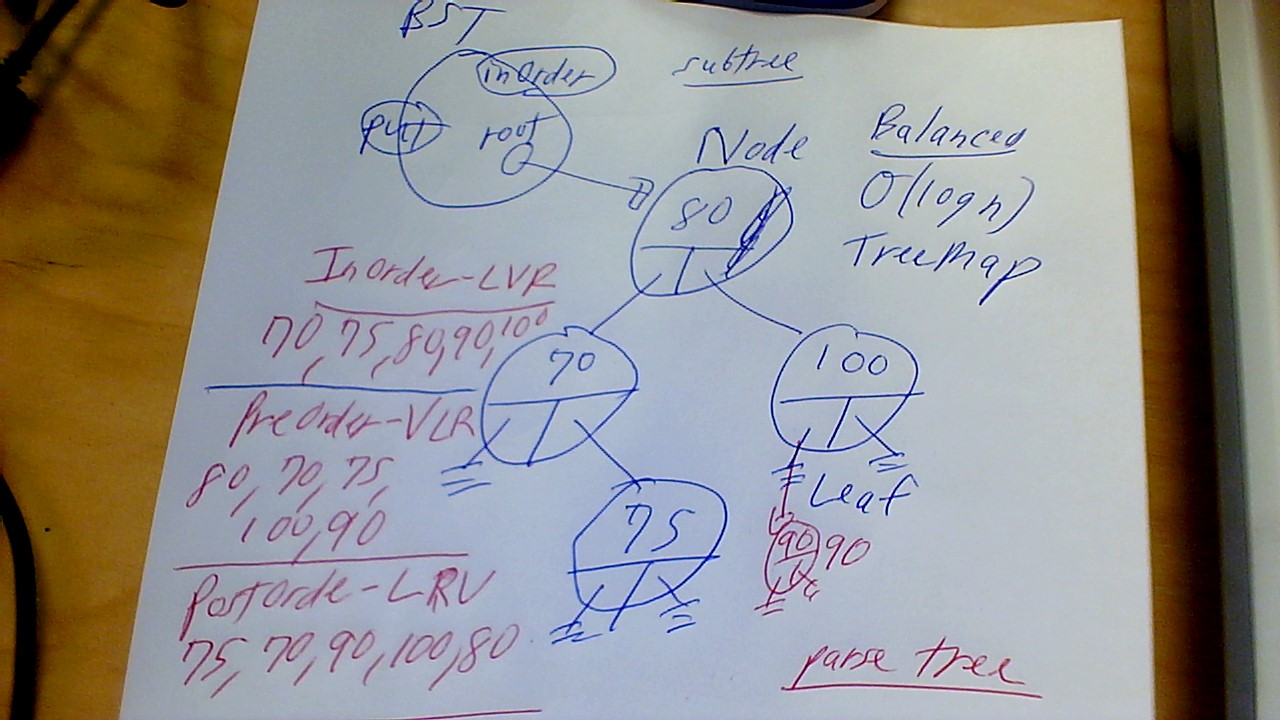 BST
inOrder
subtree
put
root
Node
Balanced
O(log n)
TreeMap
80
InOrder-LVR
70, 75, 80, 90, 100
70
100
PreOrder-VLR
80, 70, 75,
100, 90
Leaf
75
90 90
PostOrde-LRV
75, 70, 90, 100, 80
parse tree